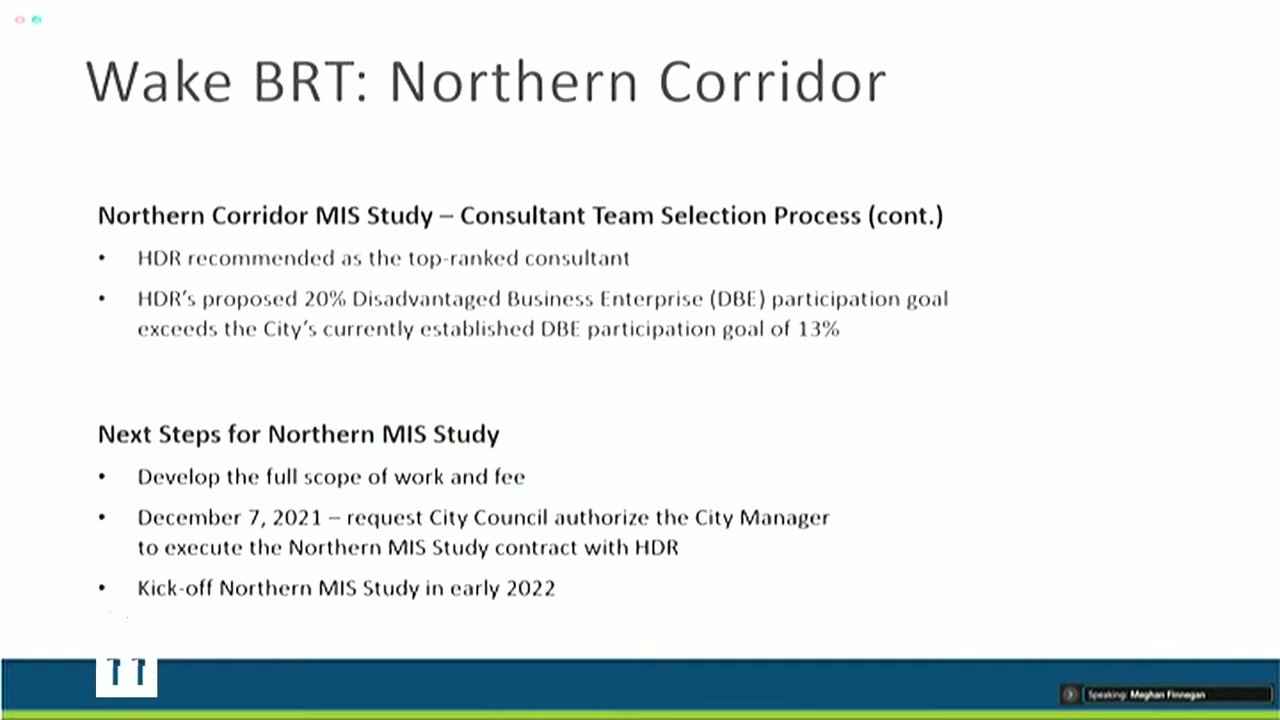 Wake BRT: Northern Corridor
Northern Corridor MIS Study – Consultant Team Selection Process (cont.)
• HDR recommended as the top-ranked consultant
• HDR's proposed 20% Disadvantaged Business Enterprise (DBE) participation goal
exceeds the City's currently established DBE participation goal of 13%
Next Steps for Northern MIS Study
• Develop the full scope of work and fee
• December 7, 2021 – request City Council authorize the City Manager
to execute the Northern MIS Study contract with HDR
• Kick-off Northern MIS Study in early 2022
11
Speaking: Meghan Finnegan